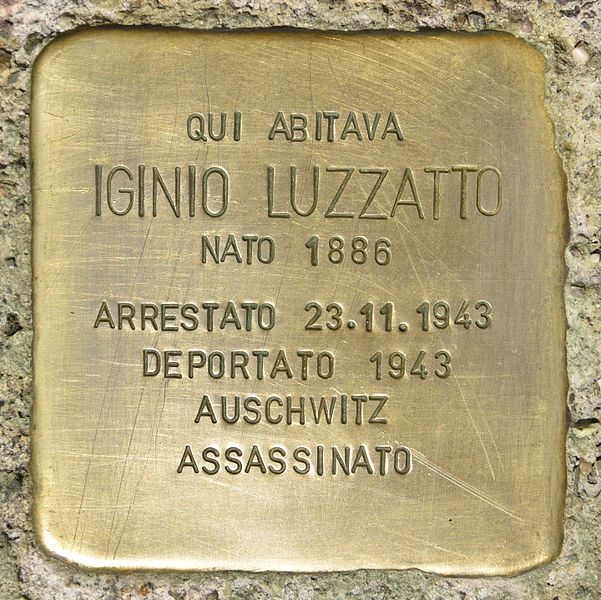 QUI ABITAVA
IGINIO LUZZATTO
NATO 1886
ARRESTATO 23.11.1943
DEPORTATO 1943
AUSCHWITZ
ASSASSINATO